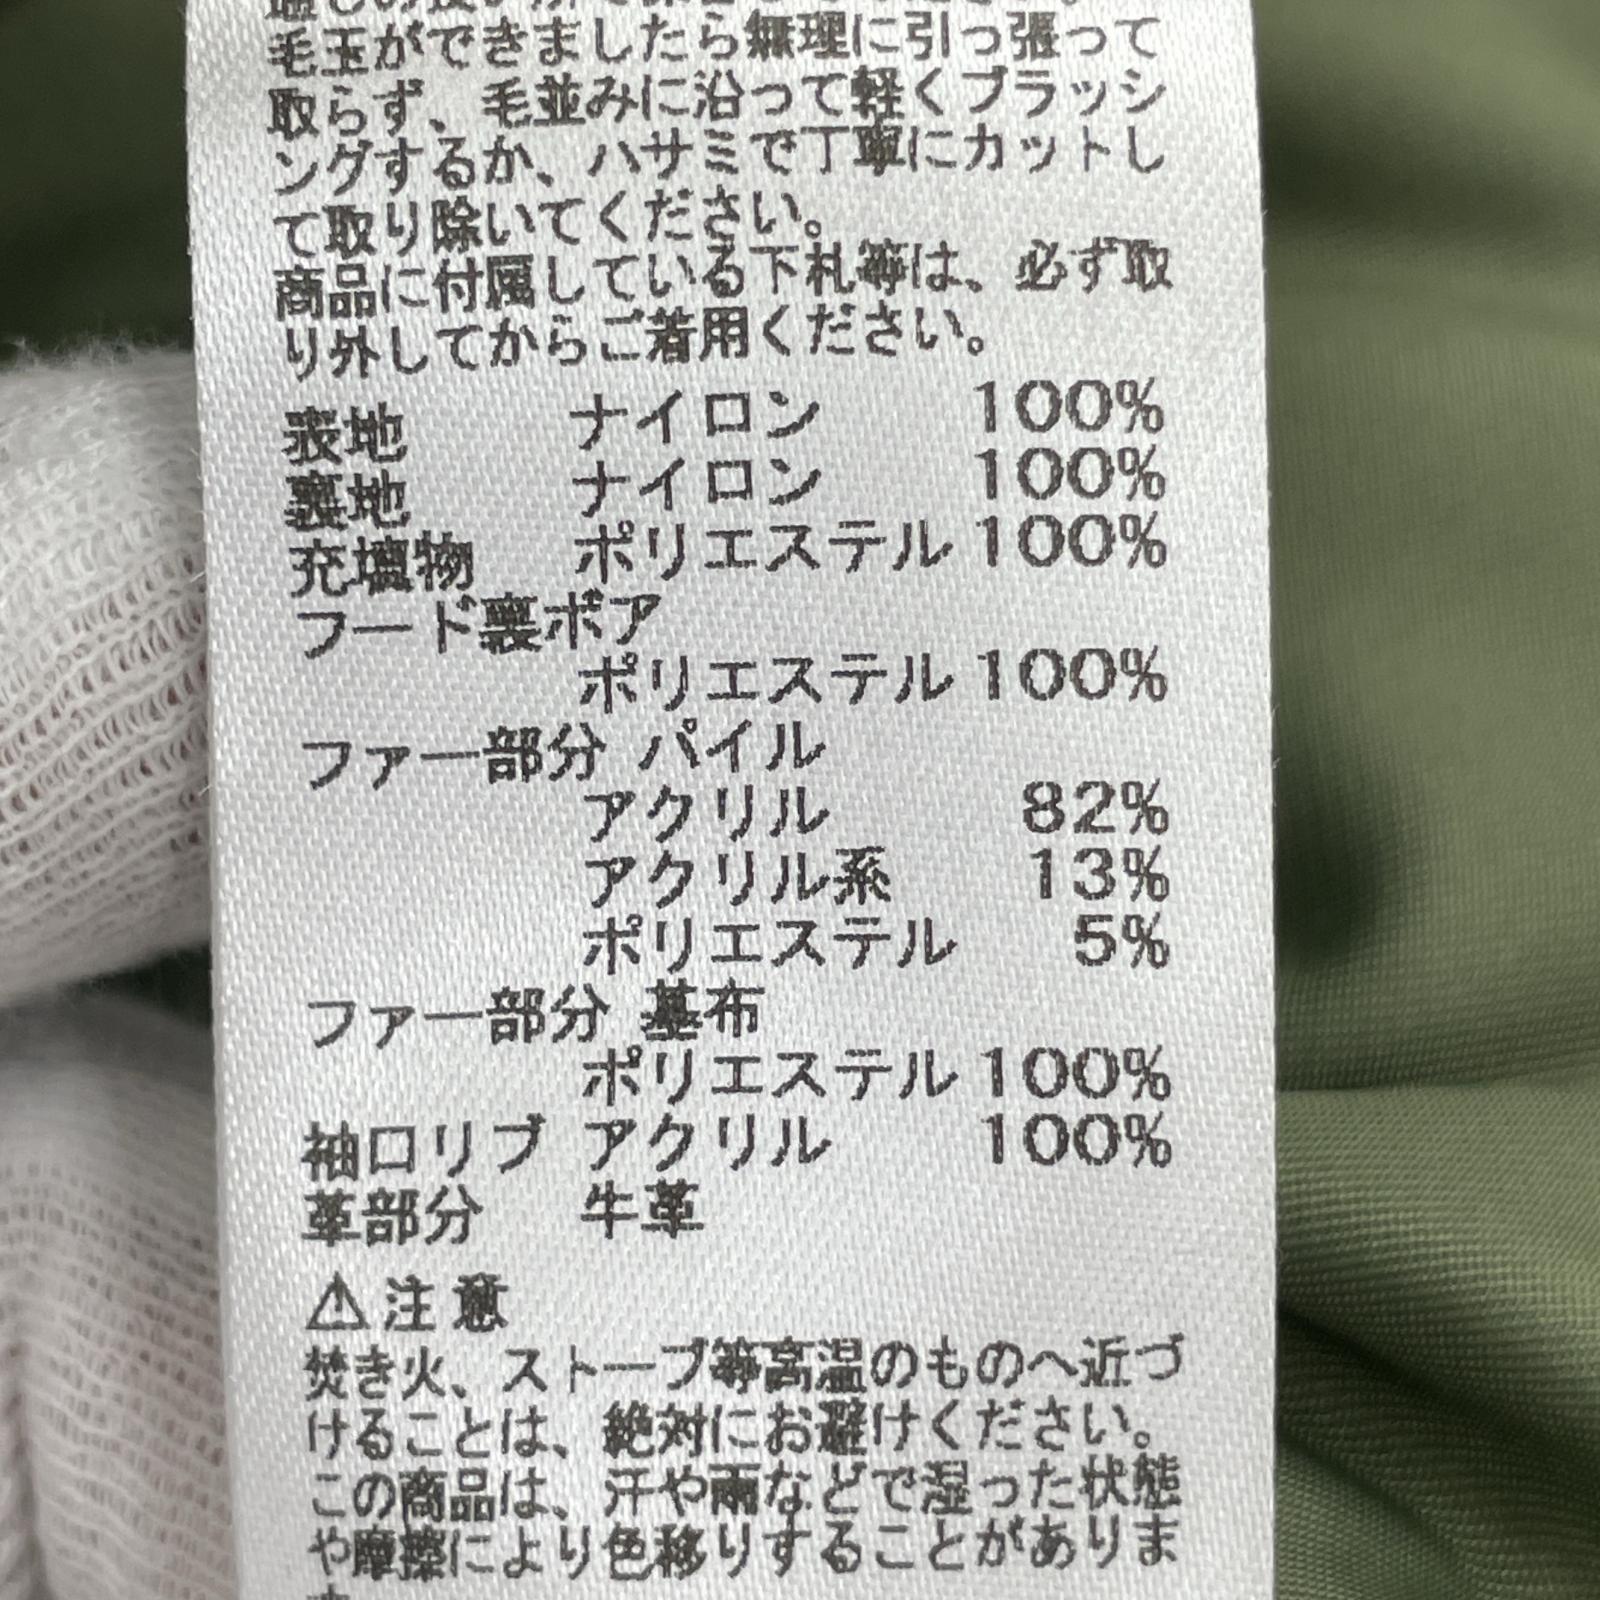 毛玉ができましたら無理に引っ張って
取らず、毛並みに沿って軽くブラッシ
ングするか、ハサミで丁寧にカットし
て取り除いてください。
商品に付属している下札等は、必ず取
り外してからご着用ください。
表地 ナイロン 100%
裏地 ナイロン 100%
充塡物 ポリエステル 100%
フード裏ボア
ポリエステル 100%
ファー部分 パイル
アクリル 82%
アクリル系 13%
ポリエステル 5%
ファー部分 基布
ポリエステル 100%
袖口リブ アクリル 100%
革部分 牛革
⚠注意
焚き火、ストーブ等高温のものへ近づ
けることは、絶対にお避けください。
この商品は、汗や雨などで湿った状態
や摩擦により色移りすることがありま